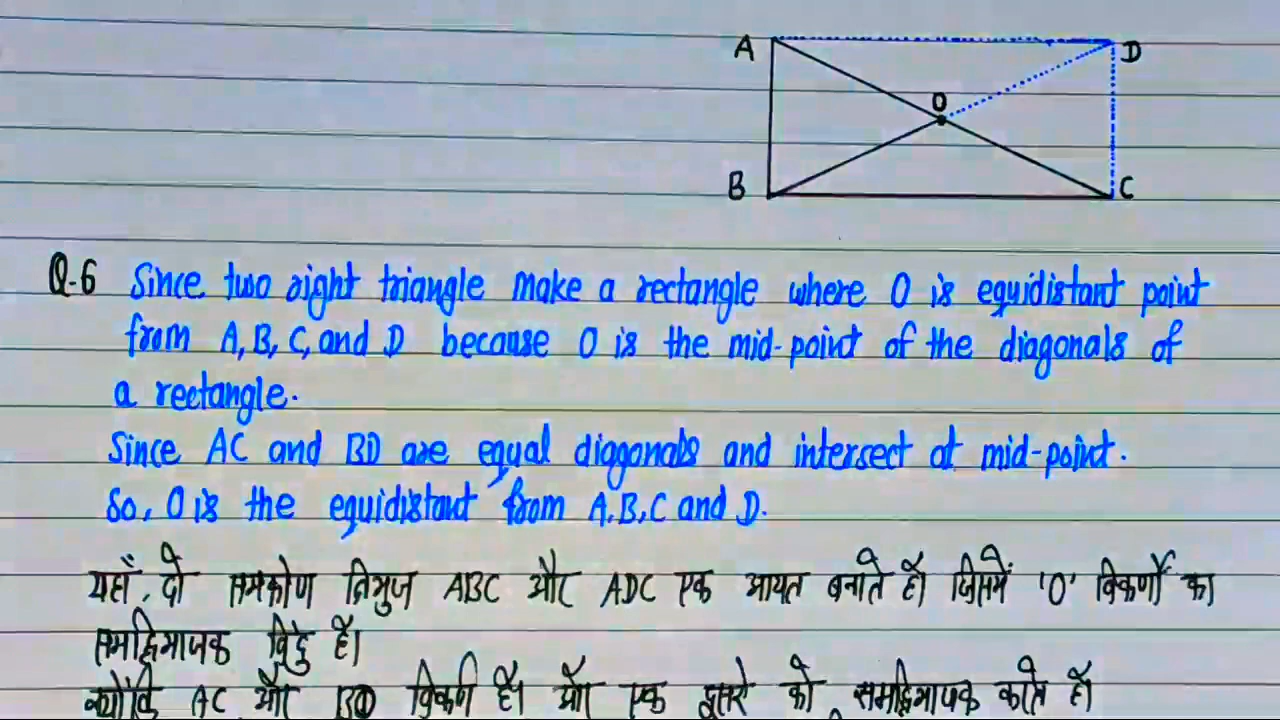 A D
O
B C
Q.6 Since two right triangle make a rectangle where O is equidistant point
from A, B, C, and D because O is the mid-point of the diagonals of
a rectangle.
Since AC and BD are equal diagonals and intersect at mid-point.
So, O is the equidistant from A, B, C and D.
यहाँ, दो समकोण त्रिभुज ABC और ADC एक आयत बनाते हैं। जिसमें 'O' विकर्णों का
समद्विभाजक बिंदु है।
क्योंकि AC और BD विकर्ण हैं। और एक दूसरे को समद्विभाजक करते हैं।